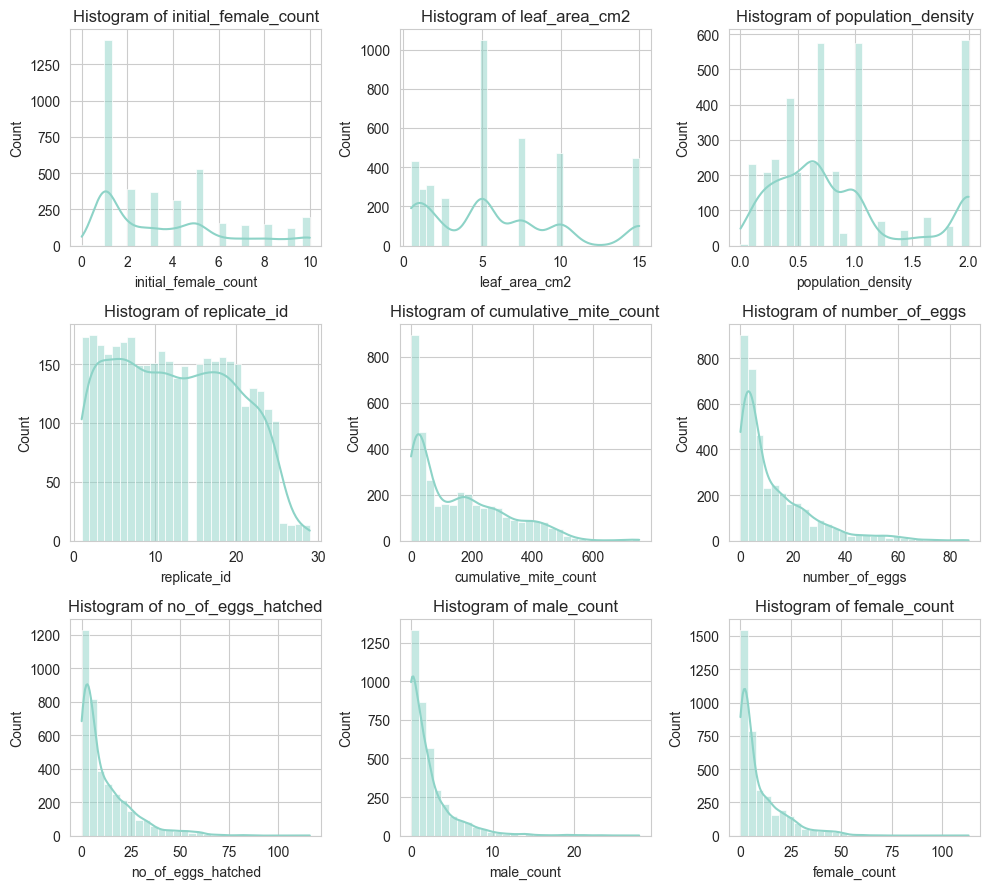 Histogram of initial_female_count
Histogram of leaf_area_cm2
Histogram of population_density
1250
1000
750
500
250
0
Count
0 2 4 6 8 10
initial_female_count
1000
800
600
400
200
0
Count
0 5 10 15
leaf_area_cm2
600
500
400
300
200
100
0
Count
0.0 0.5 1.0 1.5 2.0
population_density
Histogram of replicate_id
Histogram of cumulative_mite_count
Histogram of number_of_eggs
150
100
50
0
Count
0 10 20 30
replicate_id
800
600
400
200
0
Count
0 200 400 600
cumulative_mite_count
800
600
400
200
0
Count
0 20 40 60 80
number_of_eggs
Histogram of no_of_eggs_hatched
Histogram of male_count
Histogram of female_count
1200
1000
800
600
400
200
0
Count
0 25 50 75 100
no_of_eggs_hatched
1250
1000
750
500
250
0
Count
0 10 20
male_count
1500
1250
1000
750
500
250
0
Count
0 25 50 75 100
female_count